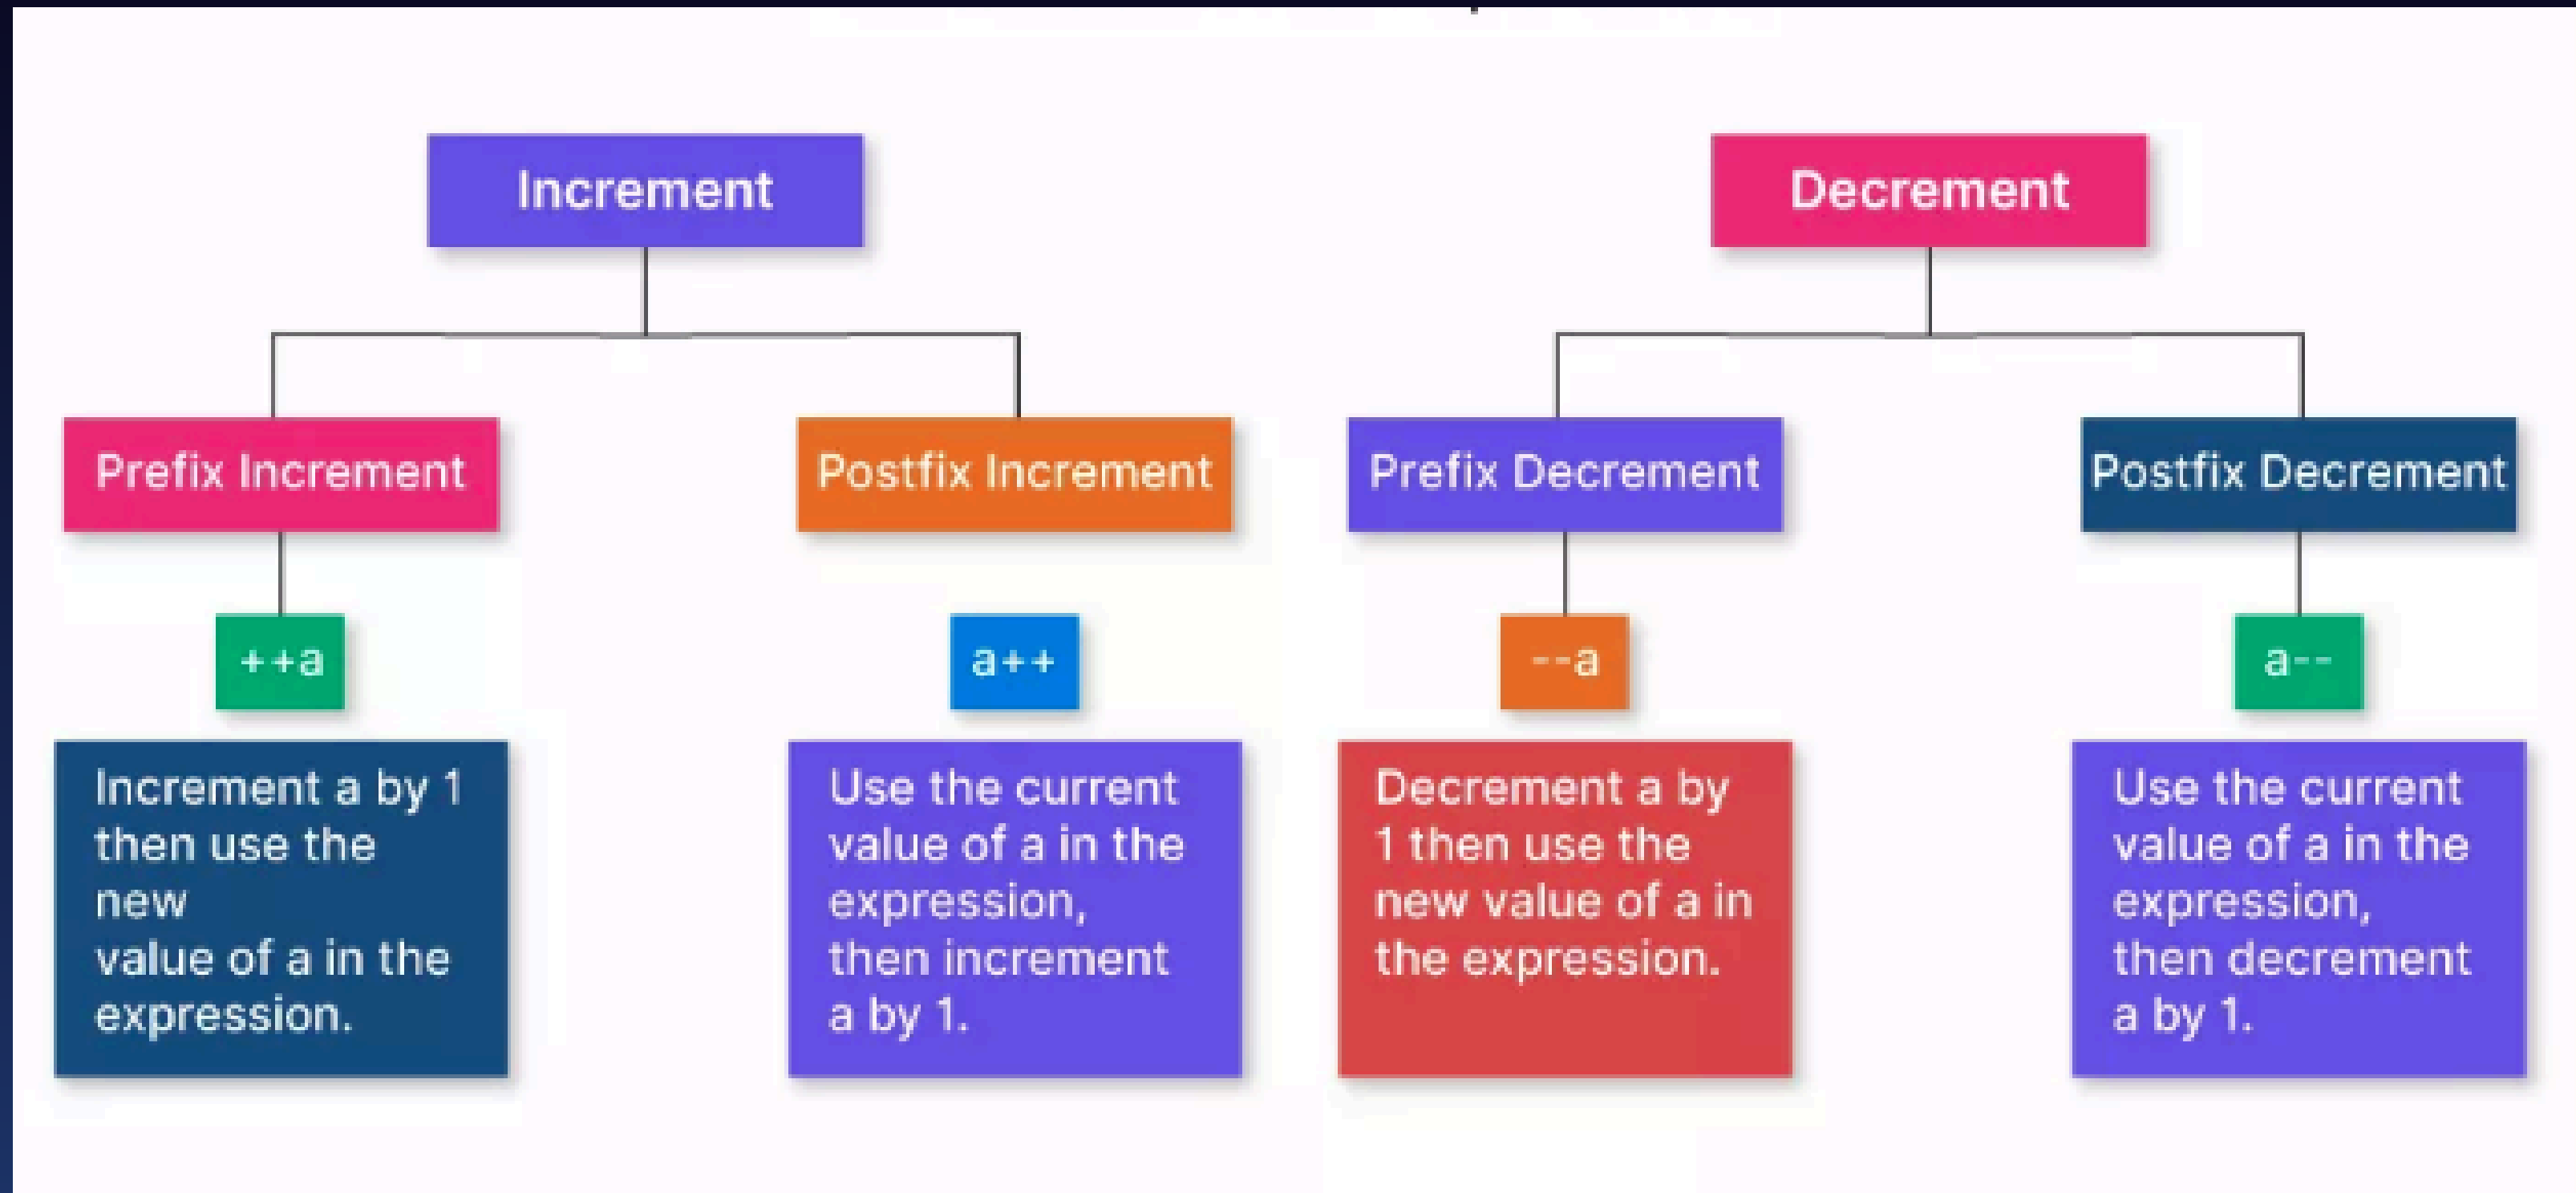 Increment
Decrement
Prefix Increment
Postfix Increment
Prefix Decrement
Postfix Decrement
++a
a++
--a
a--
Increment a by 1
then use the
new
value of a in the
expression.
Use the current
value of a in the
expression,
then increment
a by 1.
Decrement a by
1 then use the
new value of a in
the expression.
Use the current
value of a in the
expression,
then decrement
a by 1.